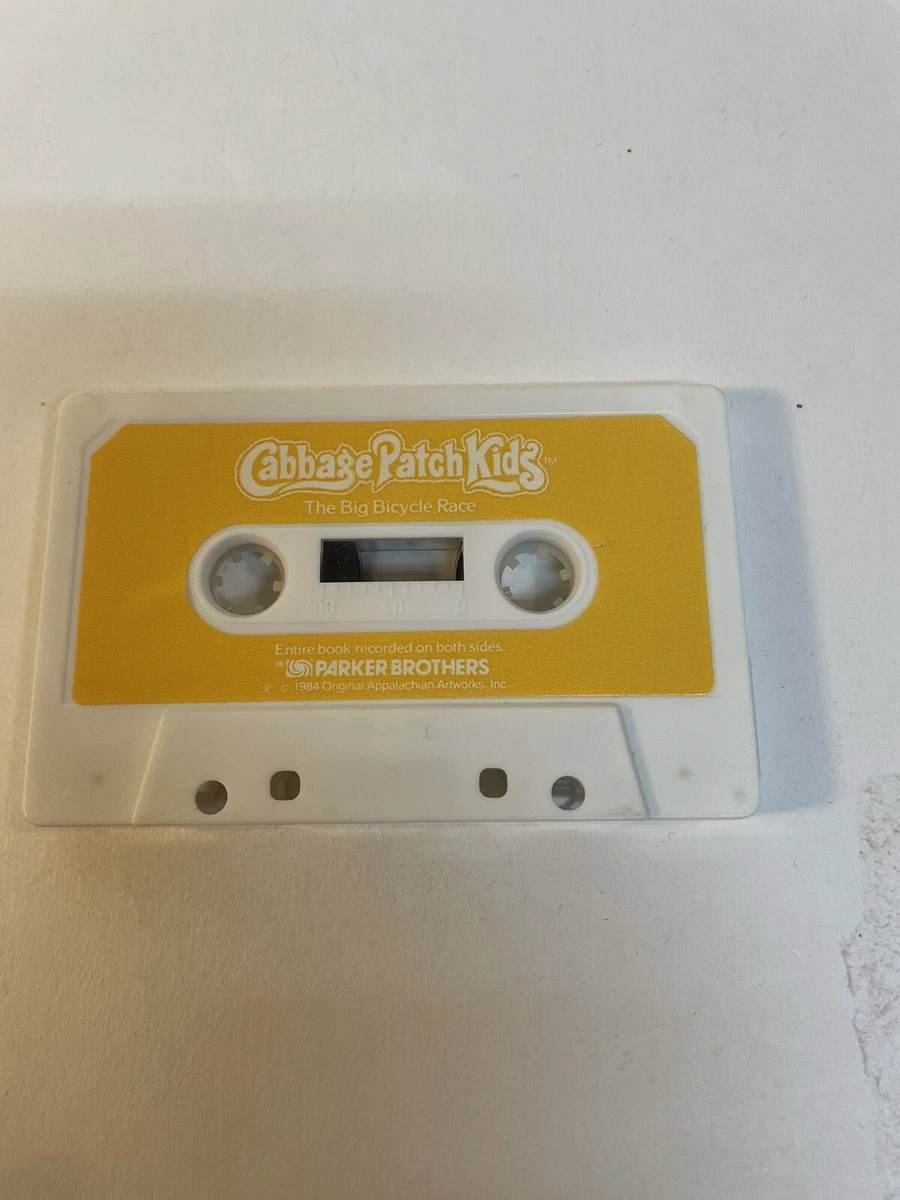 Cabbage Patch Kids™
The Big Bicycle Race
100 50 0
Entire book recorded on both sides.
PARKER BROTHERS
℗ © 1984 Original Appalachian Artworks, Inc